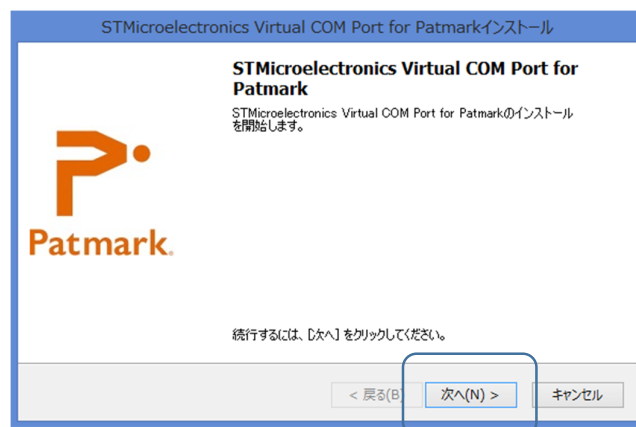 STMicroelectronics Virtual COM Port for Patmarkインストール
STMicroelectronics Virtual COM Port for
Patmark
STMicroelectronics Virtual COM Port for Patmarkのインストール
を開始します。
Patmark.
続行するには、[次へ] をクリックしてください。
< 戻る(B)
次へ(N) >
キャンセル